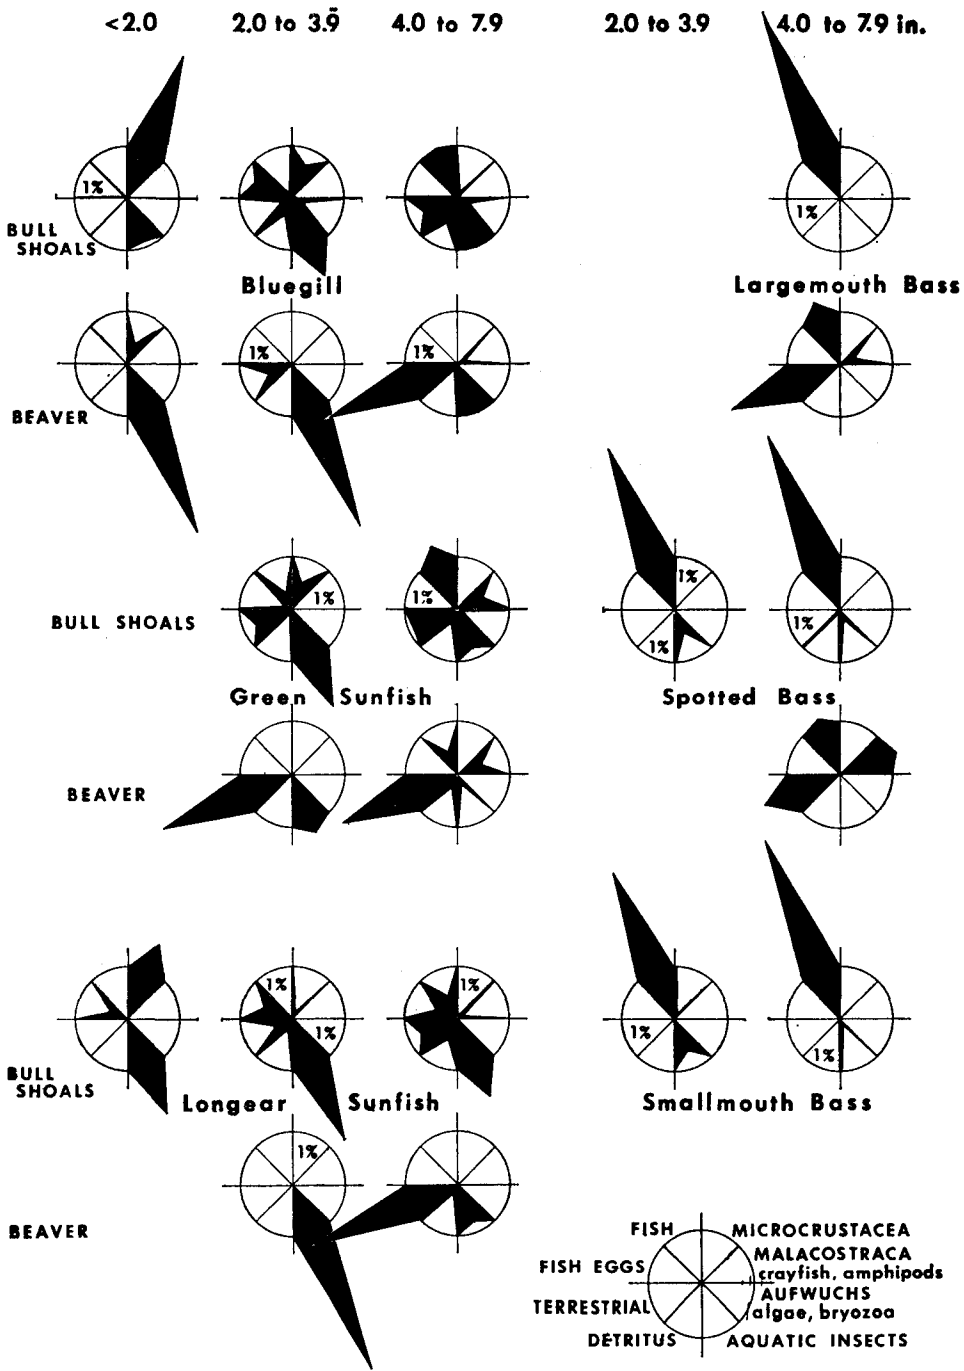 <2.0 2.0 to 3.9 4.0 to 7.9 2.0 to 3.9 4.0 to 7.9 in.
1%
1%
BULL
SHOALS
Bluegill Largemouth Bass
1% 1%
BEAVER
1% 1% 1%
BULL SHOALS 1%
1%
Green Sunfish Spotted Bass
BEAVER
1% 1%
1% 1%
1%
BULL
SHOALS
Longear Sunfish Smallmouth Bass
1%
BEAVER
FISH MICROCRUSTACEA
MALACOSTRACA
FISH EGGS crayfish, amphipods
AUFWUCHS
TERRESTRIAL algae, bryozoa
DETRITUS AQUATIC INSECTS